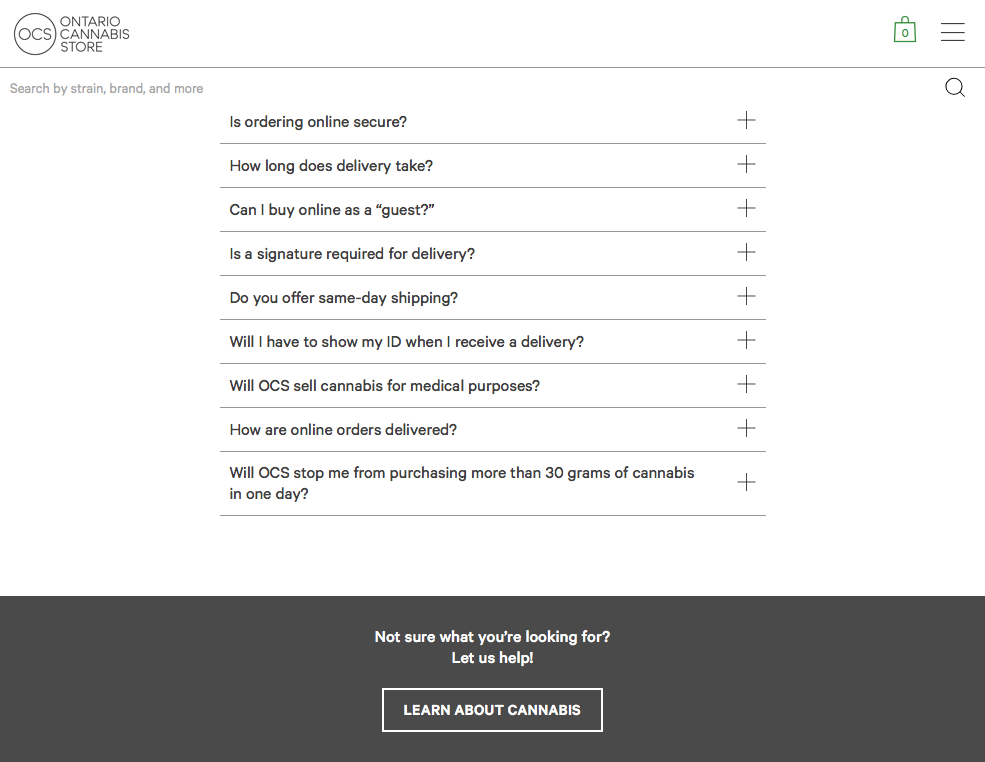 OCS
ONTARIO
CANNABIS
STORE
0
Search by strain, brand, and more
Is ordering online secure?
How long does delivery take?
Can I buy online as a “guest?”
Is a signature required for delivery?
Do you offer same-day shipping?
Will I have to show my ID when I receive a delivery?
Will OCS sell cannabis for medical purposes?
How are online orders delivered?
Will OCS stop me from purchasing more than 30 grams of cannabis
in one day?
Not sure what you’re looking for?
Let us help!
LEARN ABOUT CANNABIS